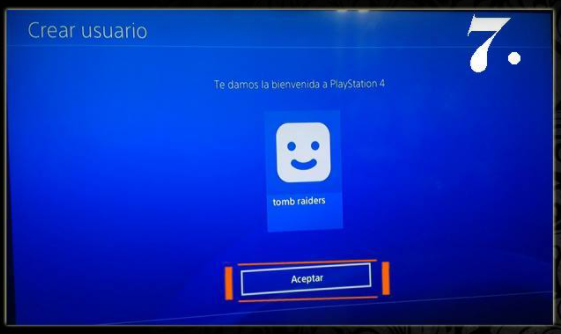 Crear usuario
7.
Te damos la bienvenida a PlayStation 4
tomb raiders
Aceptar